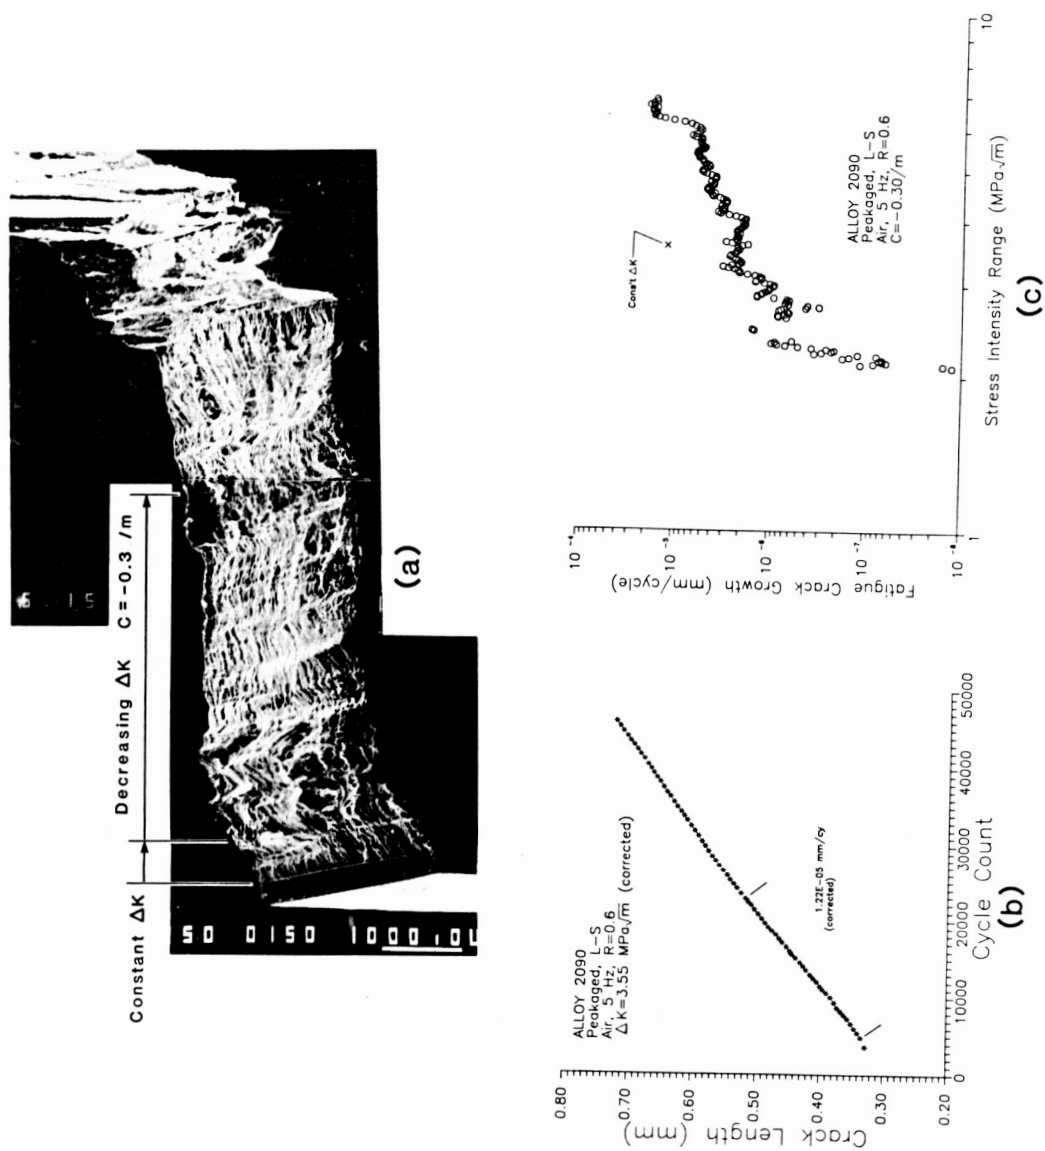 Constant ΔK
Decreasing ΔK C=−0.3 /m
(a)
ALLOY 2090
Peakaged, L−S
Air, 5 Hz, R=0.6
ΔK=3.55 MPa√m (corrected)
1.22E−05 mm/cy
(corrected)
Crack Length (mm)
0.80
0.70
0.60
0.50
0.40
0.30
0.20
0
10000
20000
30000
40000
50000
Cycle Count
(b)
Fatigue Crack Growth (mm/cycle)
10⁻⁴
10⁻⁵
10⁻⁶
10⁻⁷
10⁻⁸
Const ΔK
ALLOY 2090
Peakaged, L−S
Air, 5 Hz, R=0.6
C=−0.30/m
1
10
Stress Intensity Range (MPa√m)
(c)